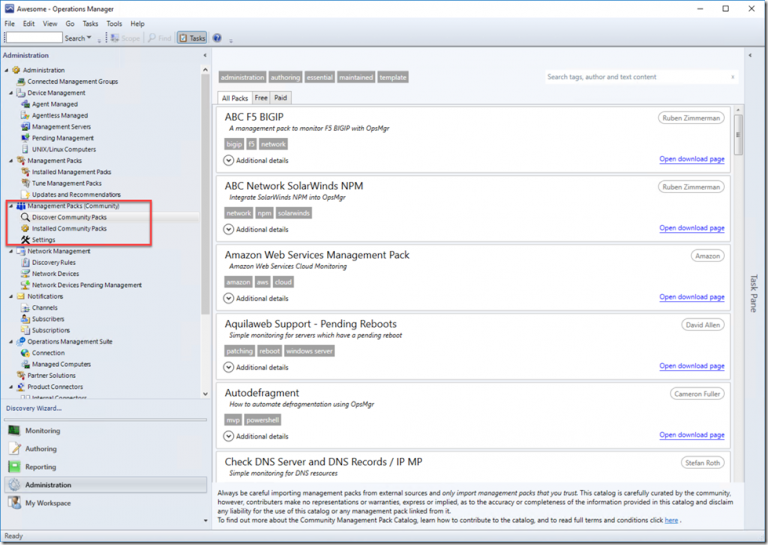 Awesome - Operations Manager
File Edit View Go Tasks Tools Help
Search Scope Find Tasks
Administration
Administration
Connected Management Groups
Device Management
Agent Managed
Agentless Managed
Management Servers
Pending Management
UNIX/Linux Computers
Management Packs
Installed Management Packs
Tune Management Packs
Updates and Recommendations
Management Packs (Community)
Discover Community Packs
Installed Community Packs
Settings
Network Management
Discovery Rules
Network Devices
Network Devices Pending Management
Notifications
Channels
Subscribers
Subscriptions
Operations Management Suite
Connection
Managed Computers
Partner Solutions
Product Connectors
Internal Connectors
Discovery Wizard...
Monitoring
Authoring
Reporting
Administration
My Workspace
Ready
administration authoring essential maintained template
Search tags, author and text content
All Packs Free Paid
ABC F5 BIGIP
Ruben Zimmerman
A management pack to monitor F5 BIGIP with OpsMgr
bigip f5 network
Additional details
Open download page
ABC Network SolarWinds NPM
Ruben Zimmerman
Integrate SolarWinds NPM into OpsMgr
network npm solarwinds
Additional details
Open download page
Amazon Web Services Management Pack
Amazon
Amazon Web Services Cloud Monitoring
amazon aws cloud
Additional details
Open download page
Aquilaweb Support - Pending Reboots
David Allen
Simple monitoring for servers which have a pending reboot
patching reboot windows server
Additional details
Open download page
Autodefragment
Cameron Fuller
How to automate defragmentation using OpsMgr
mvp powershell
Additional details
Open download page
Check DNS Server and DNS Records / IP MP
Stefan Roth
Simple monitoring for DNS resources
Always be careful importing management packs from external sources and only import management packs that you trust. This catalog is carefully curated by the community,
however, contributers make no representations or warranties, express or implied, as to the accuracy or completeness of the information provided in this catalog and disclaim
any liability for the use of this catalog or any management pack linked from it.
To find out more about the Community Management Pack Catalog, learn how to contribute to the catalog, and to read full terms and conditions click here .
Task Pane